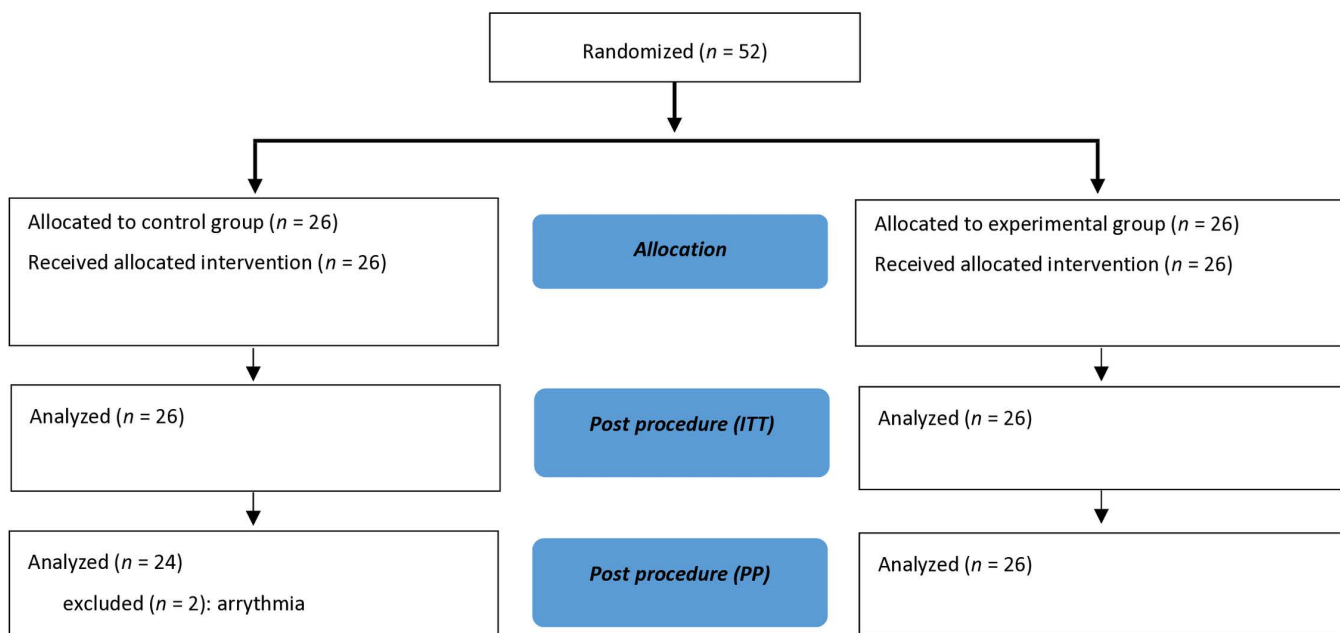 Randomized (n = 52)
Allocated to control group (n = 26)
Received allocated intervention (n = 26)
Allocation
Allocated to experimental group (n = 26)
Received allocated intervention (n = 26)
Analyzed (n = 26)
Post procedure (ITT)
Analyzed (n = 26)
Analyzed (n = 24)
excluded (n = 2): arrythmia
Post procedure (PP)
Analyzed (n = 26)